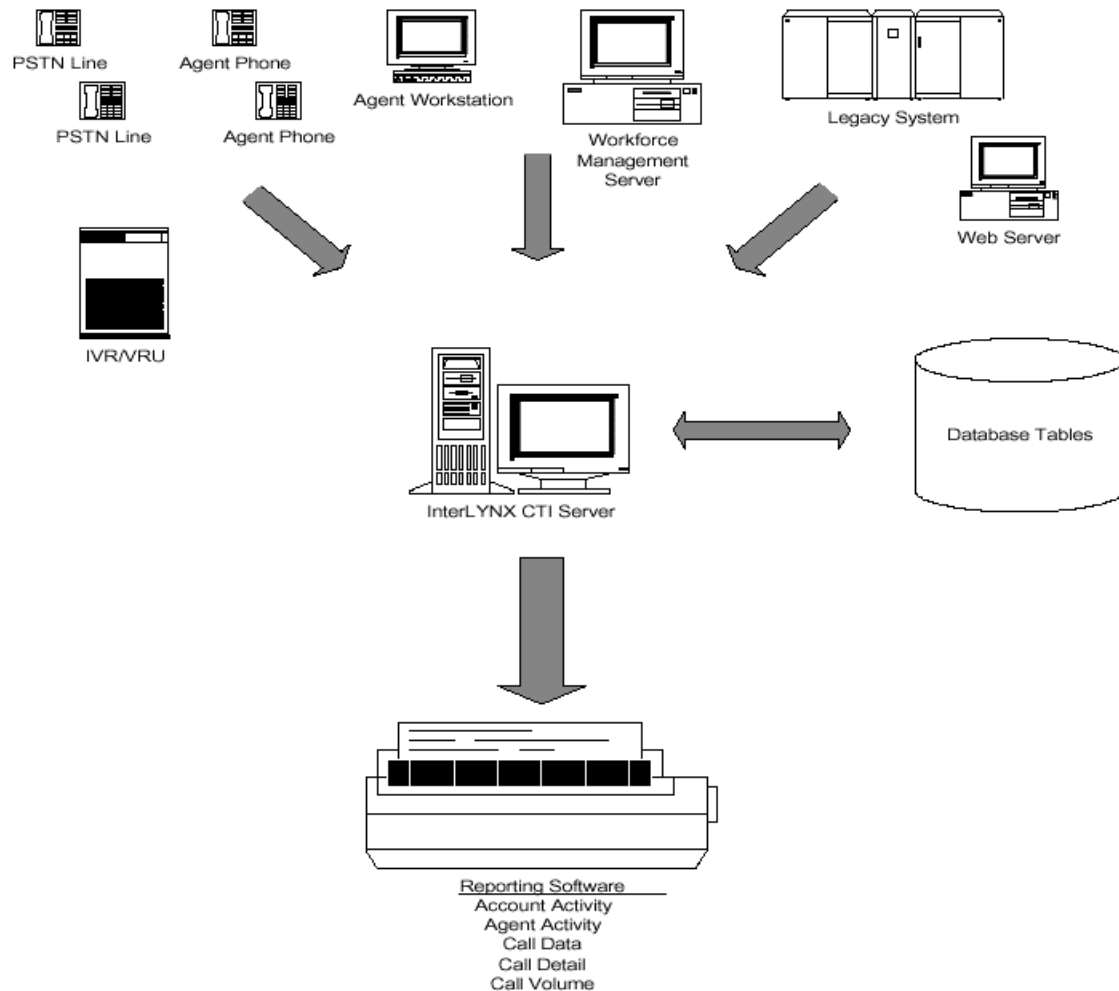 PSTN Line
Agent Phone
PSTN Line
Agent Phone
Agent Workstation
Workforce
Management
Server
Legacy System
Web Server
IVR/VRU
InterLYNX CTI Server
Database Tables
Reporting Software
Account Activity
Agent Activity
Call Data
Call Detail
Call Volume